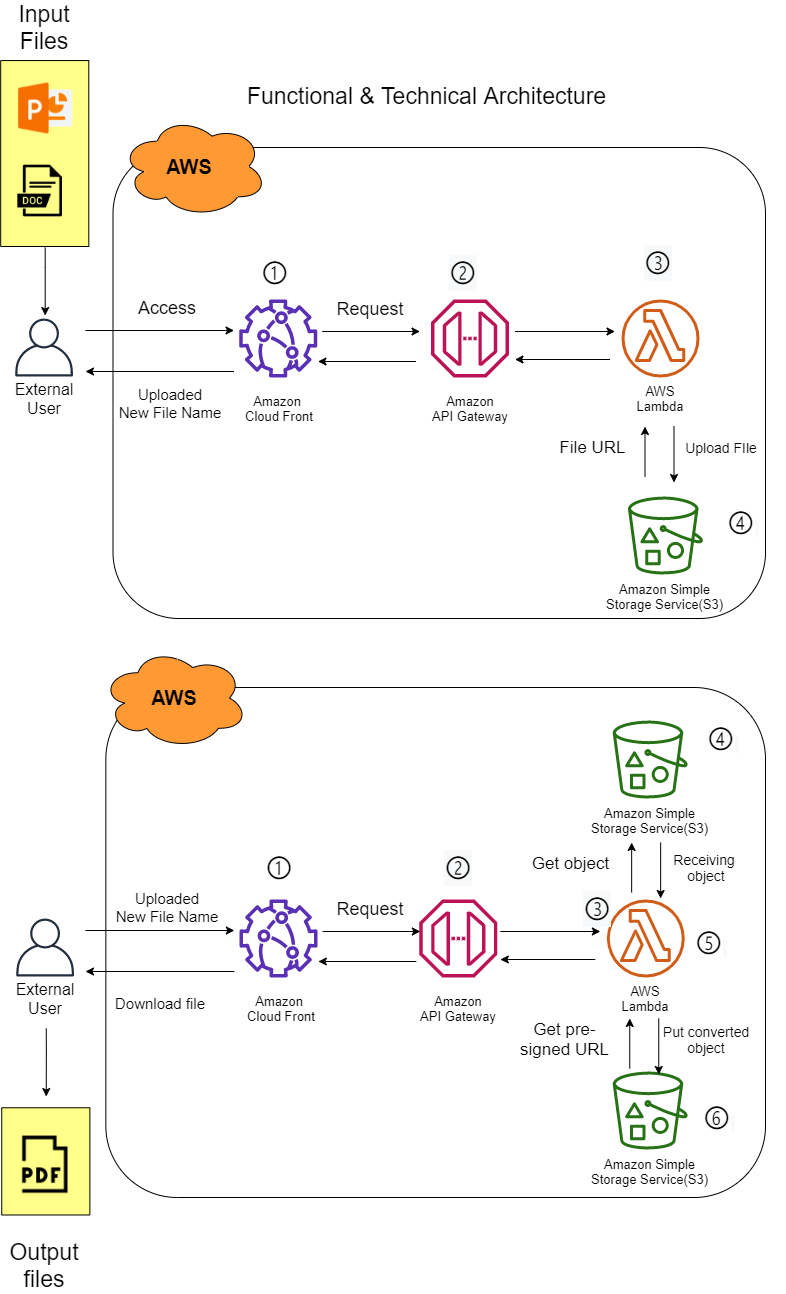 Input
Files
P
DOC
Functional & Technical Architecture
AWS
1
2
3
Access
Request
External
User
Uploaded
New File Name
Amazon
Cloud Front
Amazon
API Gateway
AWS
Lambda
File URL
Upload FIle
4
Amazon Simple
Storage Service(S3)
AWS
4
Amazon Simple
Storage Service(S3)
Get object
Receiving
object
1
2
3
Uploaded
New File Name
Request
5
External
User
Download file
Amazon
Cloud Front
Amazon
API Gateway
AWS
Lambda
Get pre-
signed URL
Put converted
object
6
PDF
Amazon Simple
Storage Service(S3)
Output
files